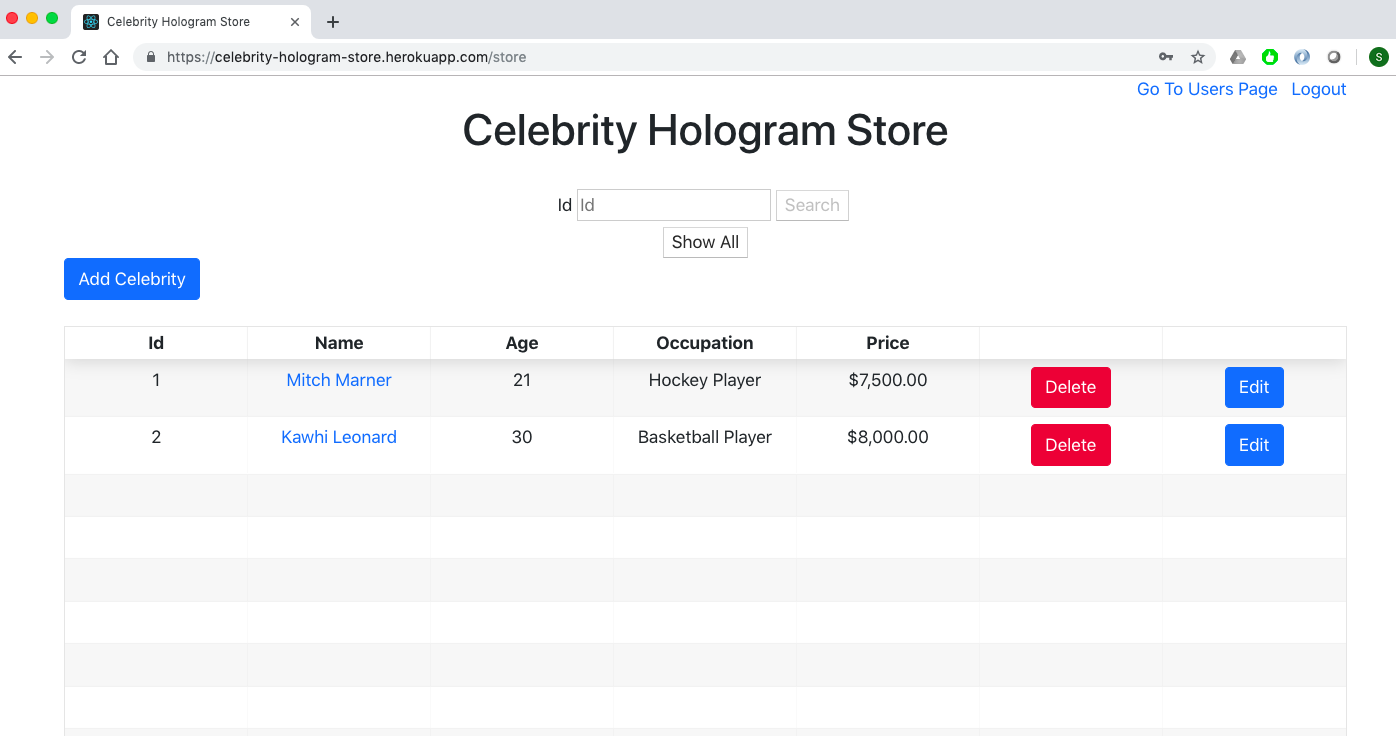 Celebrity Hologram Store
https://celebrity-hologram-store.herokuapp.com/store
S
Go To Users Page Logout
Celebrity Hologram Store
Id Id Search
Show All
Add Celebrity
Id Name Age Occupation Price
1 Mitch Marner 21 Hockey Player $7,500.00 Delete Edit
2 Kawhi Leonard 30 Basketball Player $8,000.00 Delete Edit